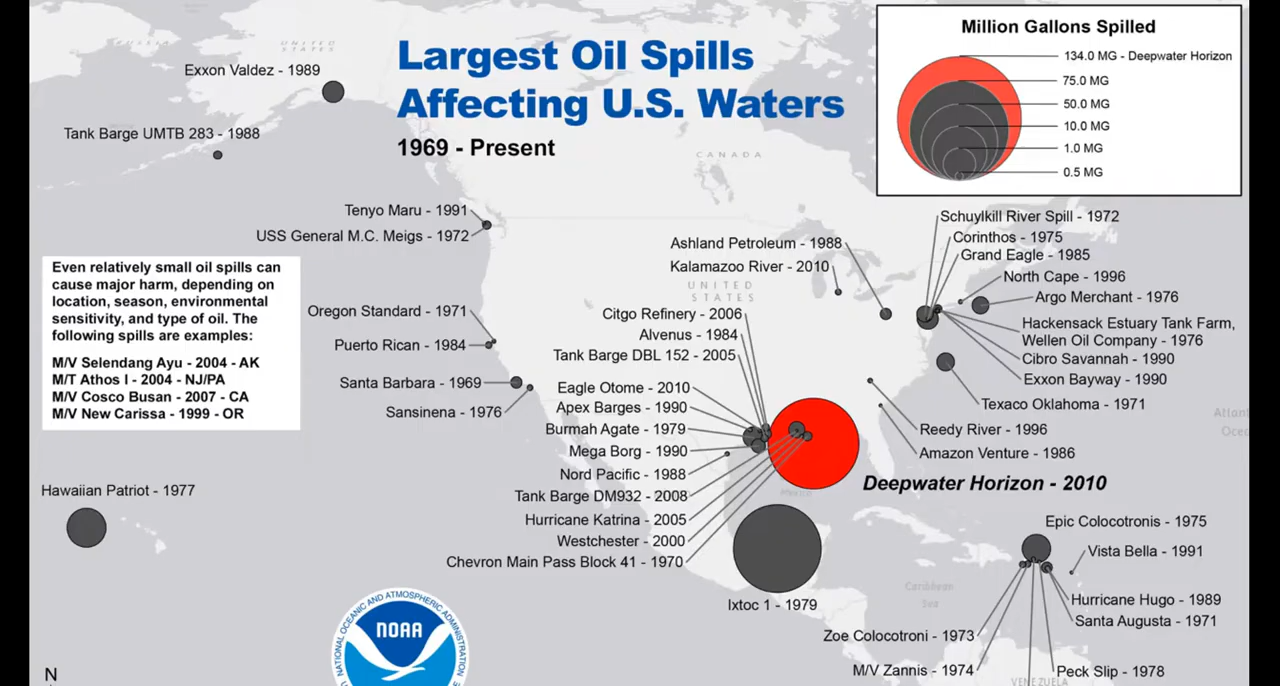 Largest Oil Spills
Affecting U.S. Waters
1969 - Present
Million Gallons Spilled
134.0 MG - Deepwater Horizon
75.0 MG
50.0 MG
10.0 MG
1.0 MG
0.5 MG
UNITED
STATES
Exxon Valdez - 1989
Tank Barge UMTB 283 - 1988
CANADA
Tenyo Maru - 1991
USS General M.C. Meigs - 1972
Even relatively small oil spills can
cause major harm, depending on
location, season, environmental
sensitivity, and type of oil. The
following spills are examples:
M/V Selendang Ayu - 2004 - AK
M/T Athos I - 2004 - NJ/PA
M/V Cosco Busan - 2007 - CA
M/V New Carissa - 1999 - OR
Oregon Standard - 1971
Puerto Rican - 1984
Santa Barbara - 1969
Sansinena - 1976
Hawaiian Patriot - 1977
Ashland Petroleum - 1988
Kalamazoo River - 2010
UNITED
STATES
Citgo Refinery - 2006
Alvenus - 1984
Tank Barge DBL 152 - 2005
Eagle Otome - 2010
Apex Barges - 1990
Burmah Agate - 1979
Mega Borg - 1990
Nord Pacific - 1988
Tank Barge DM932 - 2008
Hurricane Katrina - 2005
Westchester - 2000
Chevron Main Pass Block 41 - 1970
Schuylkill River Spill - 1972
Corinthos - 1975
Grand Eagle - 1985
North Cape - 1996
Argo Merchant - 1976
Hackensack Estuary Tank Farm,
Wellen Oil Company - 1976
Cibro Savannah - 1990
Exxon Bayway - 1990
Texaco Oklahoma - 1971
Reedy River - 1996
Amazon Venture - 1986
Deepwater Horizon - 2010
Mexico
Ixtoc 1 - 1979
Epic Colocotronis - 1975
Vista Bella - 1991
Caribbean
Sea
Hurricane Hugo - 1989
Santa Augusta - 1971
Zoe Colocotroni - 1973
M/V Zannis - 1974
Peck Slip - 1978
VENEZUELA
NATIONAL OCEANIC AND ATMOSPHERIC ADMINISTRATION
NOAA
N